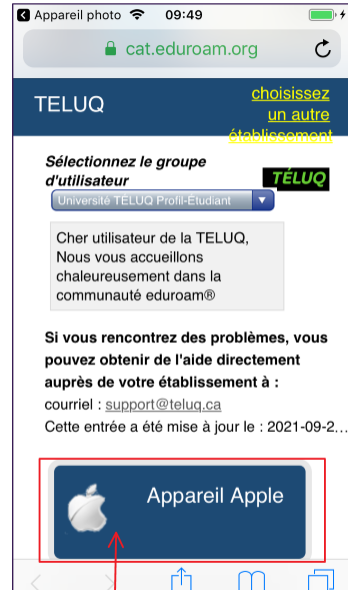 Appareil photo 09:49
cat.eduroam.org
TELUQ
choisissez
un autre
établissement
Sélectionnez le groupe
d'utilisateur
TÉLUQ
Université TÉLUQ Profil-Étudiant
Cher utilisateur de la TELUQ,
Nous vous accueillons
chaleureusement dans la
communauté eduroam®
Si vous rencontrez des problèmes, vous
pouvez obtenir de l'aide directement
auprès de votre établissement à :
courriel : support@teluq.ca
Cette entrée a été mise à jour le : 2021-09-2…
Appareil Apple